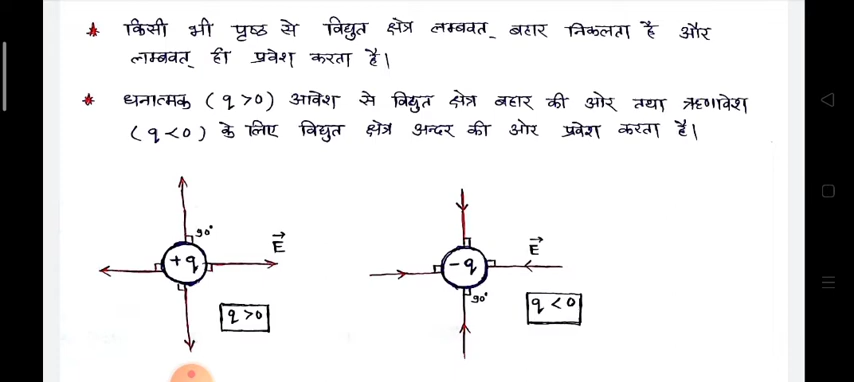 ★ किसी भी पृष्ठ से विद्युत क्षेत्र लम्बवत् बहार निकलता है और
लम्बवत् ही प्रवेश करता है।
★ धनात्मक (q>0) आवेश से विद्युत क्षेत्र बहार की ओर तथा ऋणावेश
(q<0) के लिए विद्युत क्षेत्र अन्दर की ओर प्रवेश करता है।
90°
E⃗
+q
q>0
E⃗
-q
90°
q<0